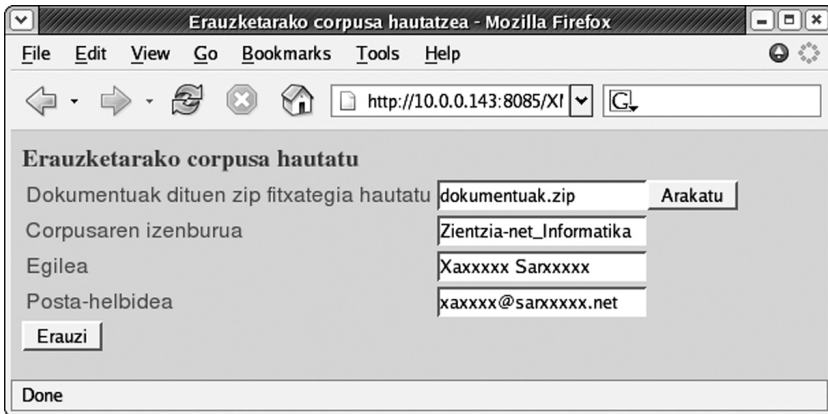 Erauzketarako corpusa hautatzea - Mozilla Firefox
File Edit View Go Bookmarks Tools Help
http://10.0.0.143:8085/XM G
Erauzketarako corpusa hautatu
Dokumentuak dituen zip fitxategia hautatu dokumentuak.zip Arakatu
Corpusaren izenburua Zientzia-net_Informatika
Egilea Xaxxxxx Sarxxxxx
Posta-helbidea xaxxxx@sarxxxxx.net
Erauzi
Done